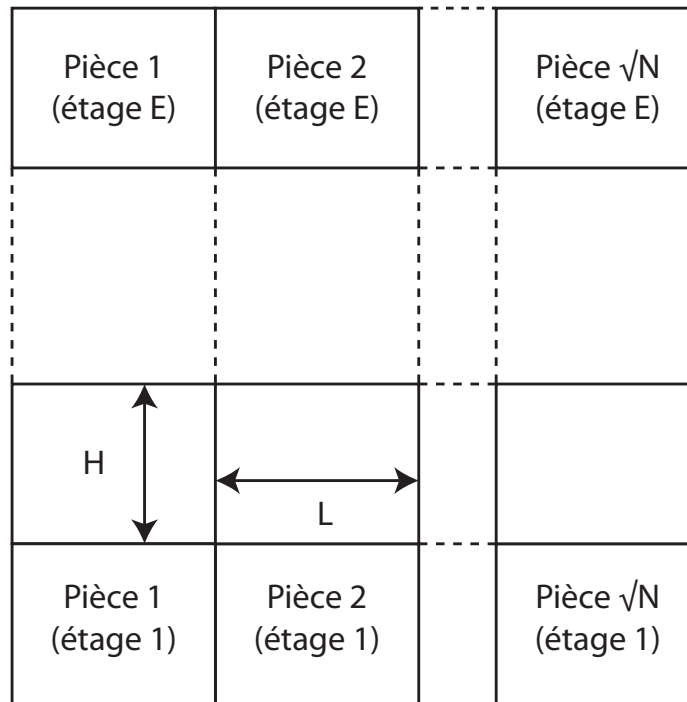 Pièce 1
(étage E)
Pièce 2
(étage E)
Pièce √N
(étage E)
H
L
Pièce 1
(étage 1)
Pièce 2
(étage 1)
Pièce √N
(étage 1)